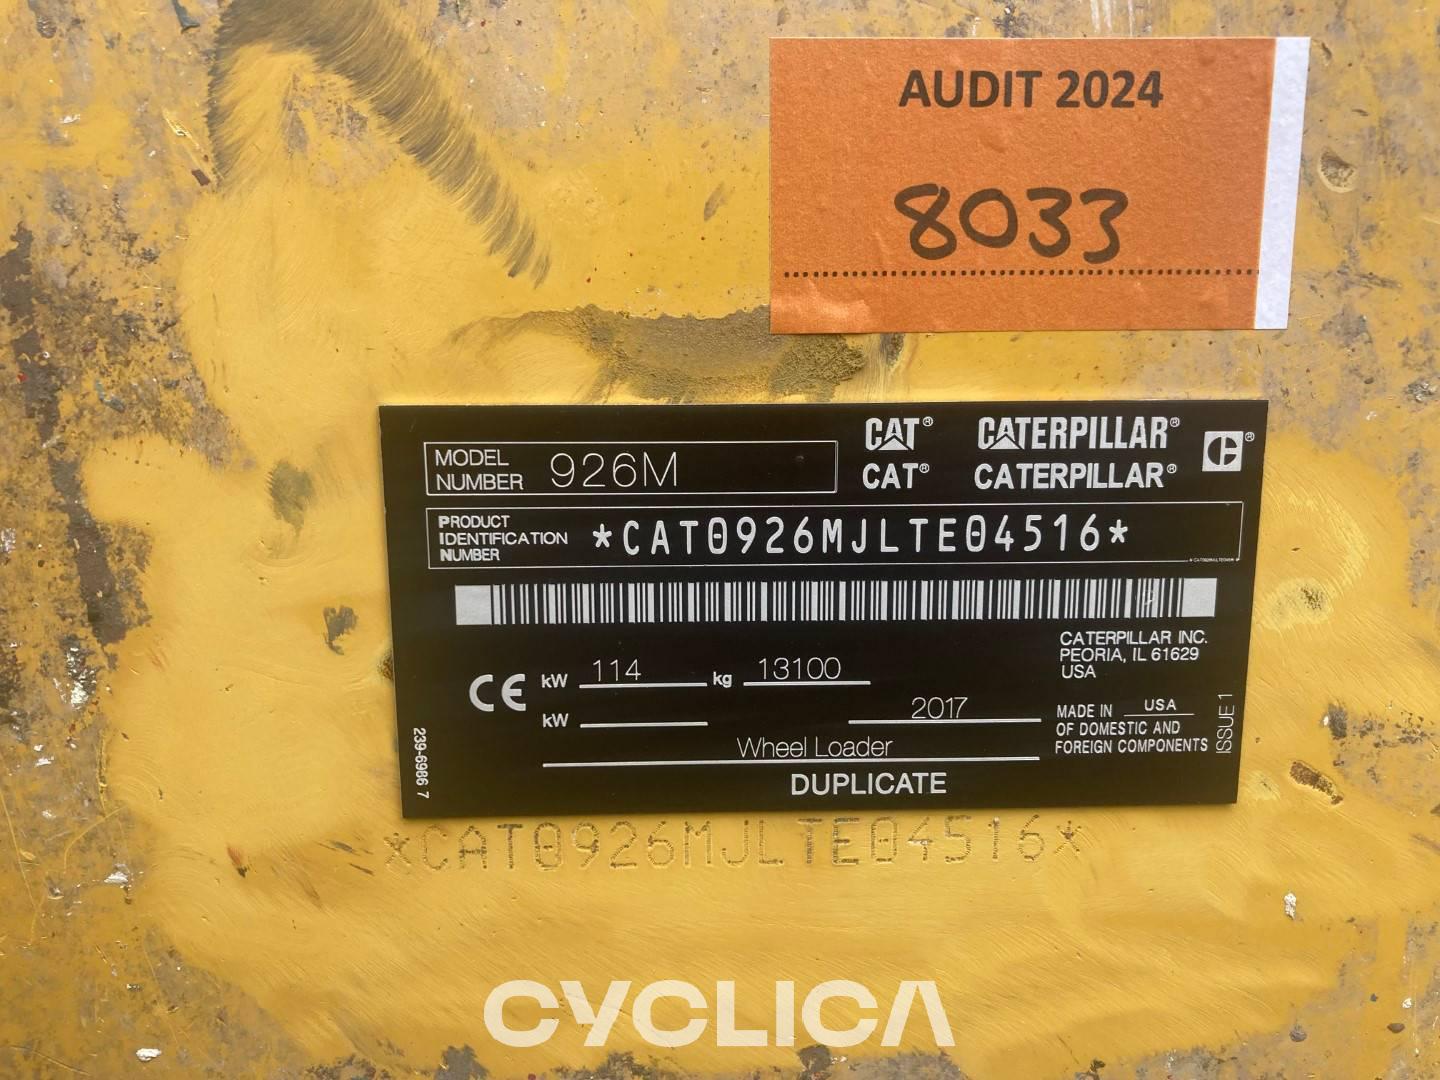 AUDIT 2024
8033
MODEL NUMBER 926M
CAT® CATERPILLAR®
CAT® CATERPILLAR®
PRODUCT IDENTIFICATION NUMBER *CAT0926MJLTE04516*
CATERPILLAR INC.
PEORIA, IL 61629
USA
CE kW 114 kg 13100
kW 2017
MADE IN USA
OF DOMESTIC AND
FOREIGN COMPONENTS
ISSUE 1
Wheel Loader
DUPLICATE
239-6986 7
*CAT0926MJLTE04516*
CYCLICA